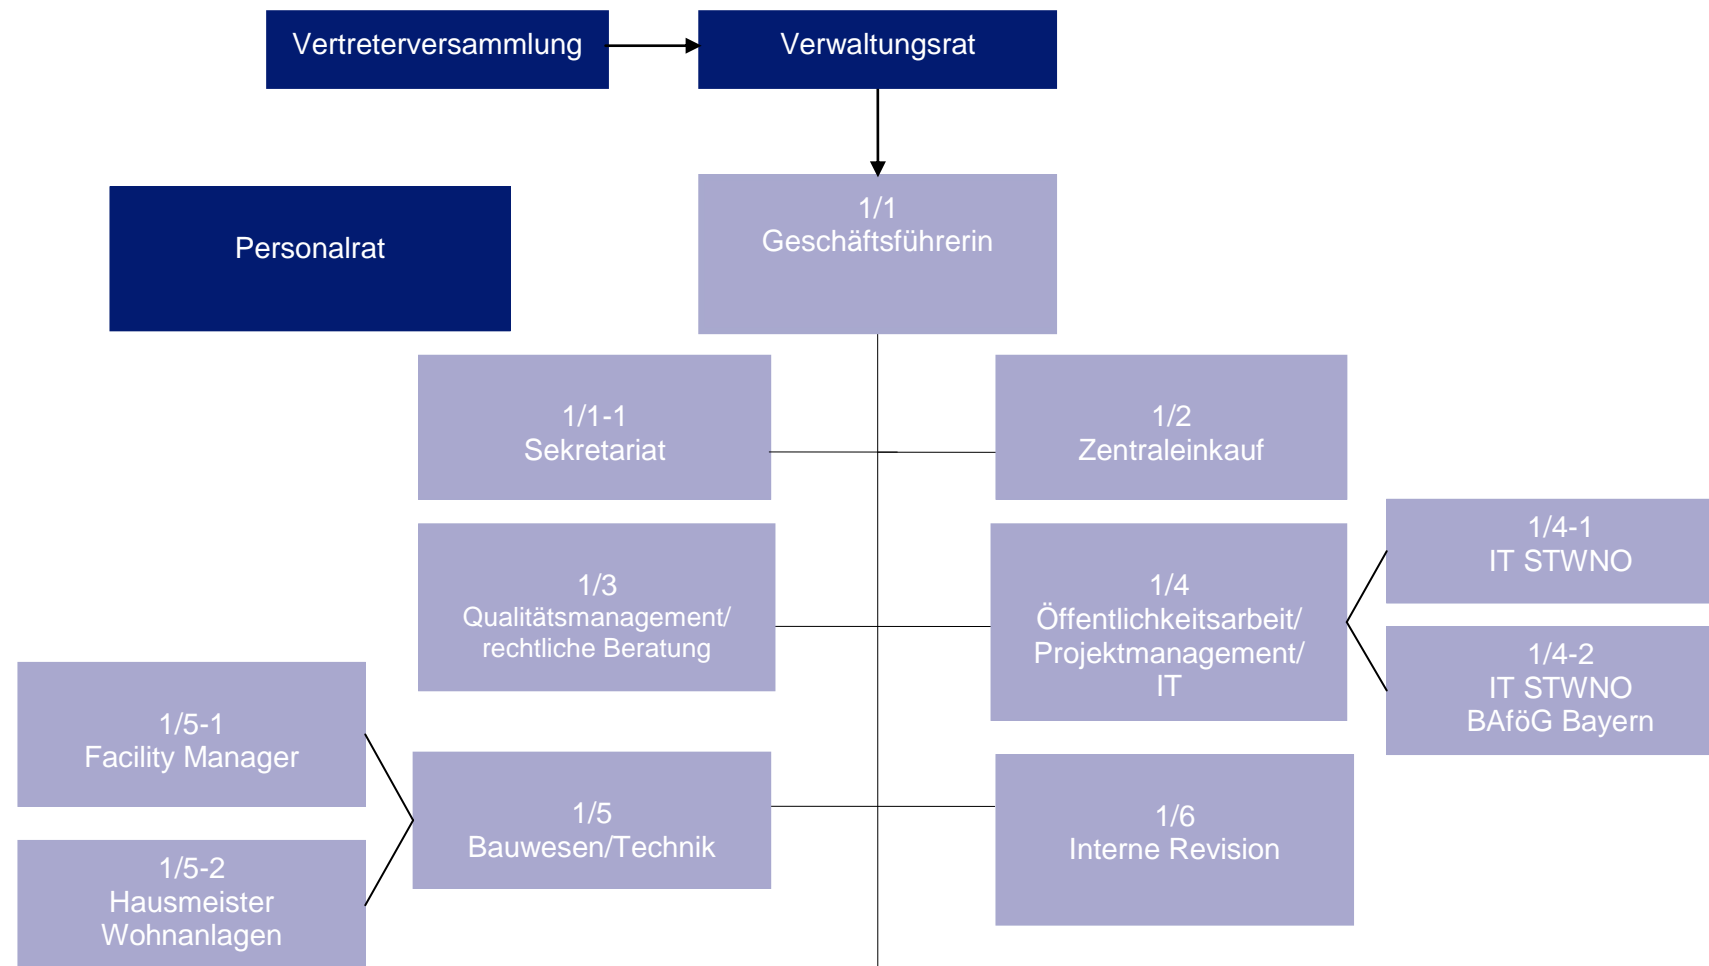 Vertreterversammlung
Verwaltungsrat
Personalrat
1/1
Geschäftsführerin
1/1-1
Sekretariat
1/2
Zentraleinkauf
1/3
Qualitätsmanagement/
rechtliche Beratung
1/4
Öffentlichkeitsarbeit/
Projektmanagement/
IT
1/4-1
IT STWNO
1/4-2
IT STWNO
BAföG Bayern
1/5-1
Facility Manager
1/5-2
Hausmeister
Wohnanlagen
1/5
Bauwesen/Technik
1/6
Interne Revision